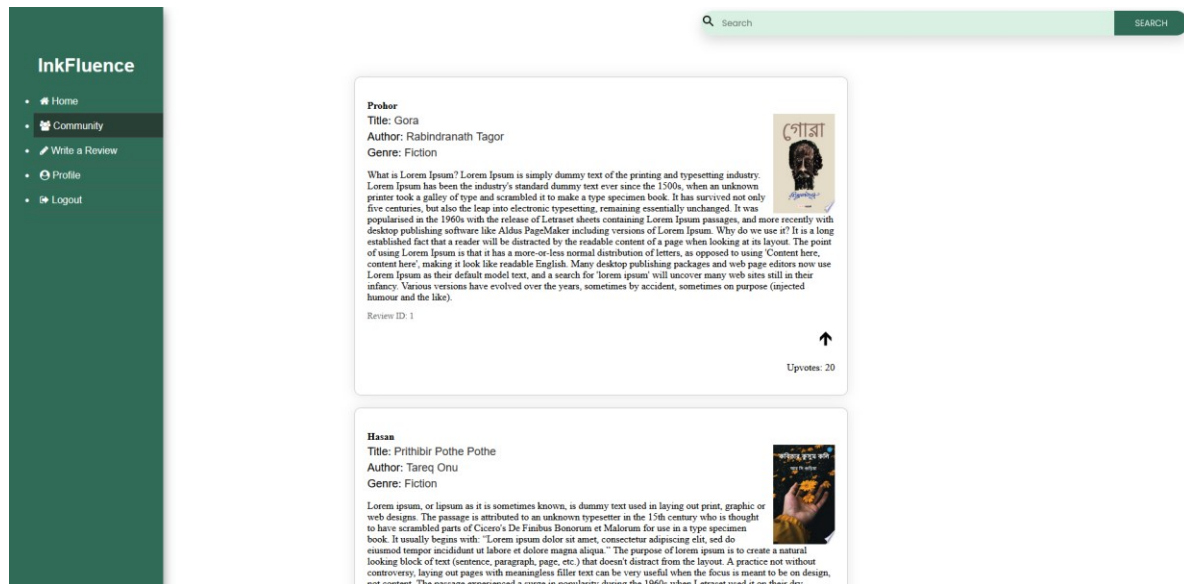 Search
SEARCH
InkFluence
Home
Community
Write a Review
Profile
Logout
Prohor
Title: Gora
Author: Rabindranath Tagor
Genre: Fiction
গোরা
What is Lorem Ipsum? Lorem Ipsum is simply dummy text of the printing and typesetting industry.
Lorem Ipsum has been the industry's standard dummy text ever since the 1500s, when an unknown
printer took a galley of type and scrambled it to make a type specimen book. It has survived not only
five centuries, but also the leap into electronic typesetting, remaining essentially unchanged. It was
popularised in the 1960s with the release of Letraset sheets containing Lorem Ipsum passages, and more recently with
desktop publishing software like Aldus PageMaker including versions of Lorem Ipsum. Why do we use it? It is a long
established fact that a reader will be distracted by the readable content of a page when looking at its layout. The point
of using Lorem Ipsum is that it has a more-or-less normal distribution of letters, as opposed to using 'Content here,
content here', making it look like readable English. Many desktop publishing packages and web page editors now use
Lorem Ipsum as their default model text, and a search for 'lorem ipsum' will uncover many web sites still in their
infancy. Various versions have evolved over the years, sometimes by accident, sometimes on purpose (injected
humour and the like).
Review ID: 1
Upvotes: 20
Hasan
Title: Prithibir Pothe Pothe
Author: Tareq Onu
Genre: Fiction
Lorem ipsum, or lipsum as it is sometimes known, is dummy text used in laying out print, graphic or
web designs. The passage is attributed to an unknown typesetter in the 15th century who is thought
to have scrambled parts of Cicero's De Finibus Bonorum et Malorum for use in a type specimen
book. It usually begins with: “Lorem ipsum dolor sit amet, consectetur adipiscing elit, sed do
eiusmod tempor incididunt ut labore et dolore magna aliqua.” The purpose of lorem ipsum is to create a natural
looking block of text (sentence, paragraph, page, etc.) that doesn't distract from the layout. A practice not without
controversy, laying out pages with meaningless filler text can be very useful when the focus is meant to be on design,
not content. The passage experienced a surge in popularity during the 1960s when Letraset used it on their dry-